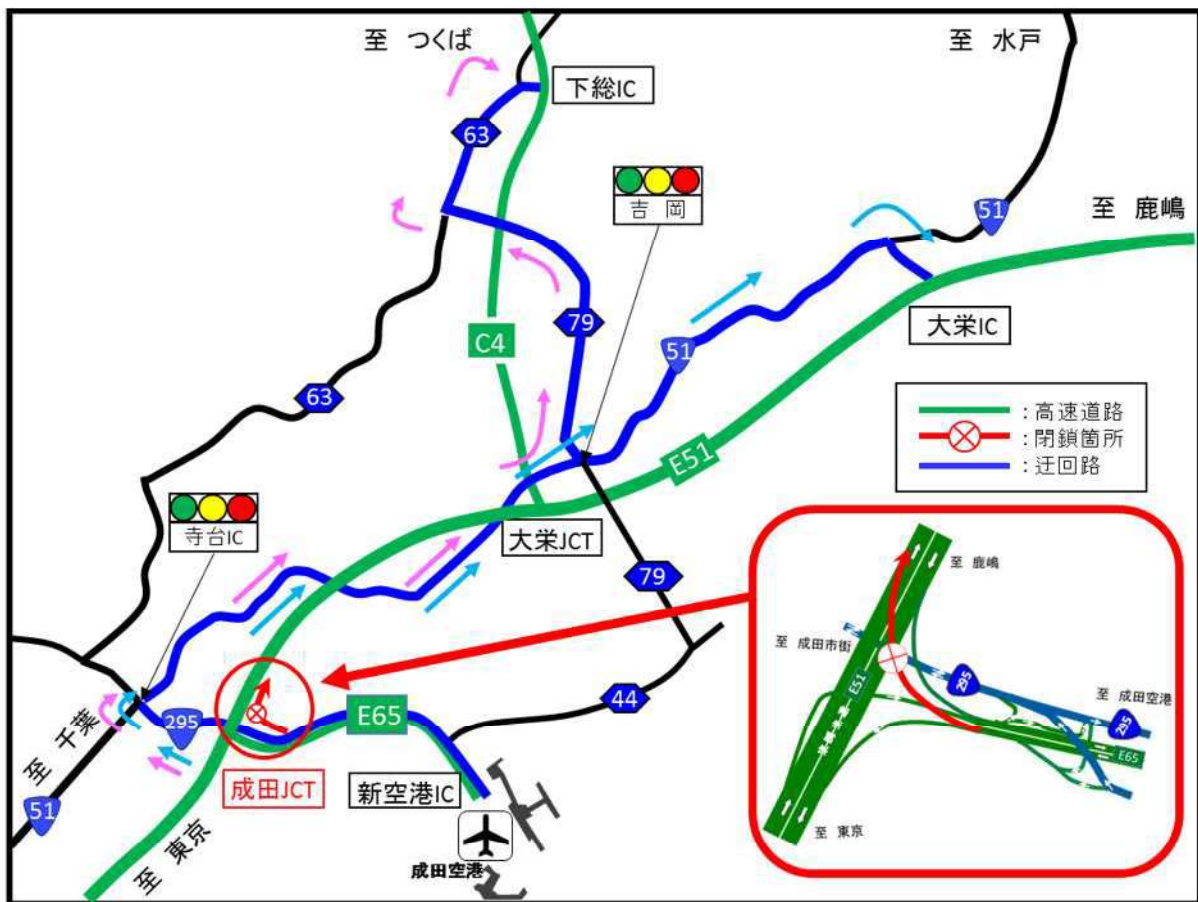 至 つくば
至 水戸
下総IC
63
吉 岡
51
至 鹿嶋
79
C4
大栄IC
51
63
：高速道路
：閉鎖箇所
：迂回路
E51
寺台IC
大栄JCT
79
至 鹿嶋
至 成田市街
E51
295
至 成田空港
295
E65
至 東京
44
E65
295
至 千葉
成田JCT
新空港IC
51
至 東京
成田空港